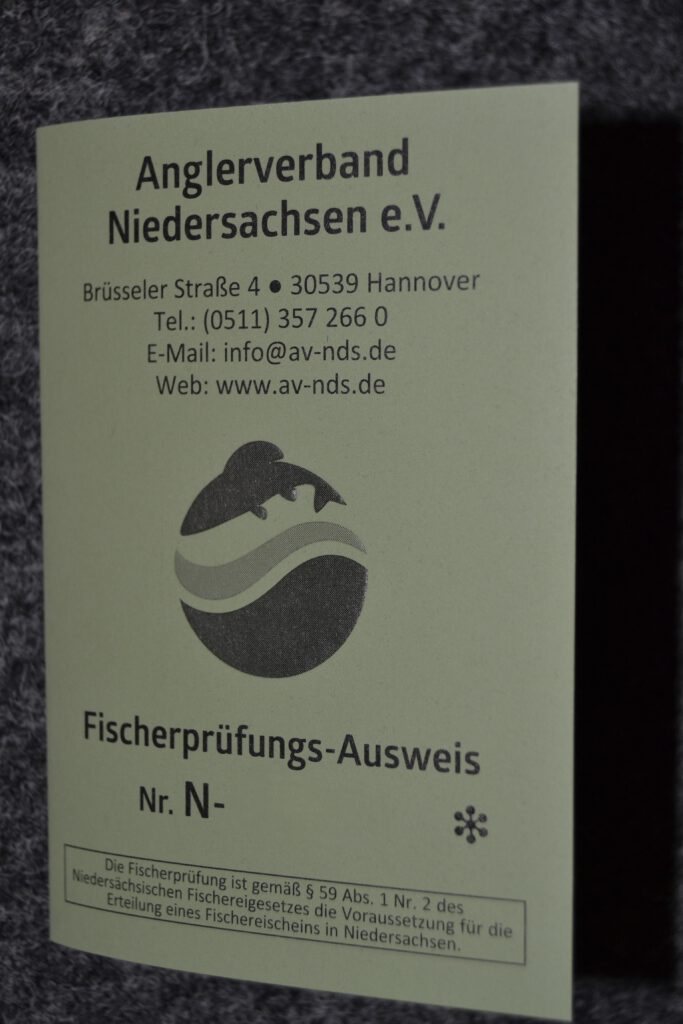 Anglerverband
Niedersachsen e.V.
Brüsseler Straße 4 ● 30539 Hannover
Tel.: (0511) 357 266 0
E-Mail: info@av-nds.de
Web: www.av-nds.de
Fischerprüfungs-Ausweis
Nr. N-
Die Fischerprüfung ist gemäß § 59 Abs. 1 Nr. 2 des
Niedersächsischen Fischereigesetzes die Voraussetzung für die
Erteilung eines Fischereischeins in Niedersachsen.